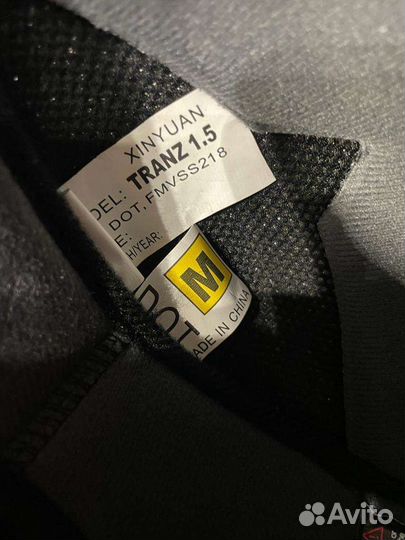 XINYUAN
DEL: TRANZ 1.5
DOT, FMVSS218
E:
H/YEAR:
M
DOT
ADE IN CHINA
Avito